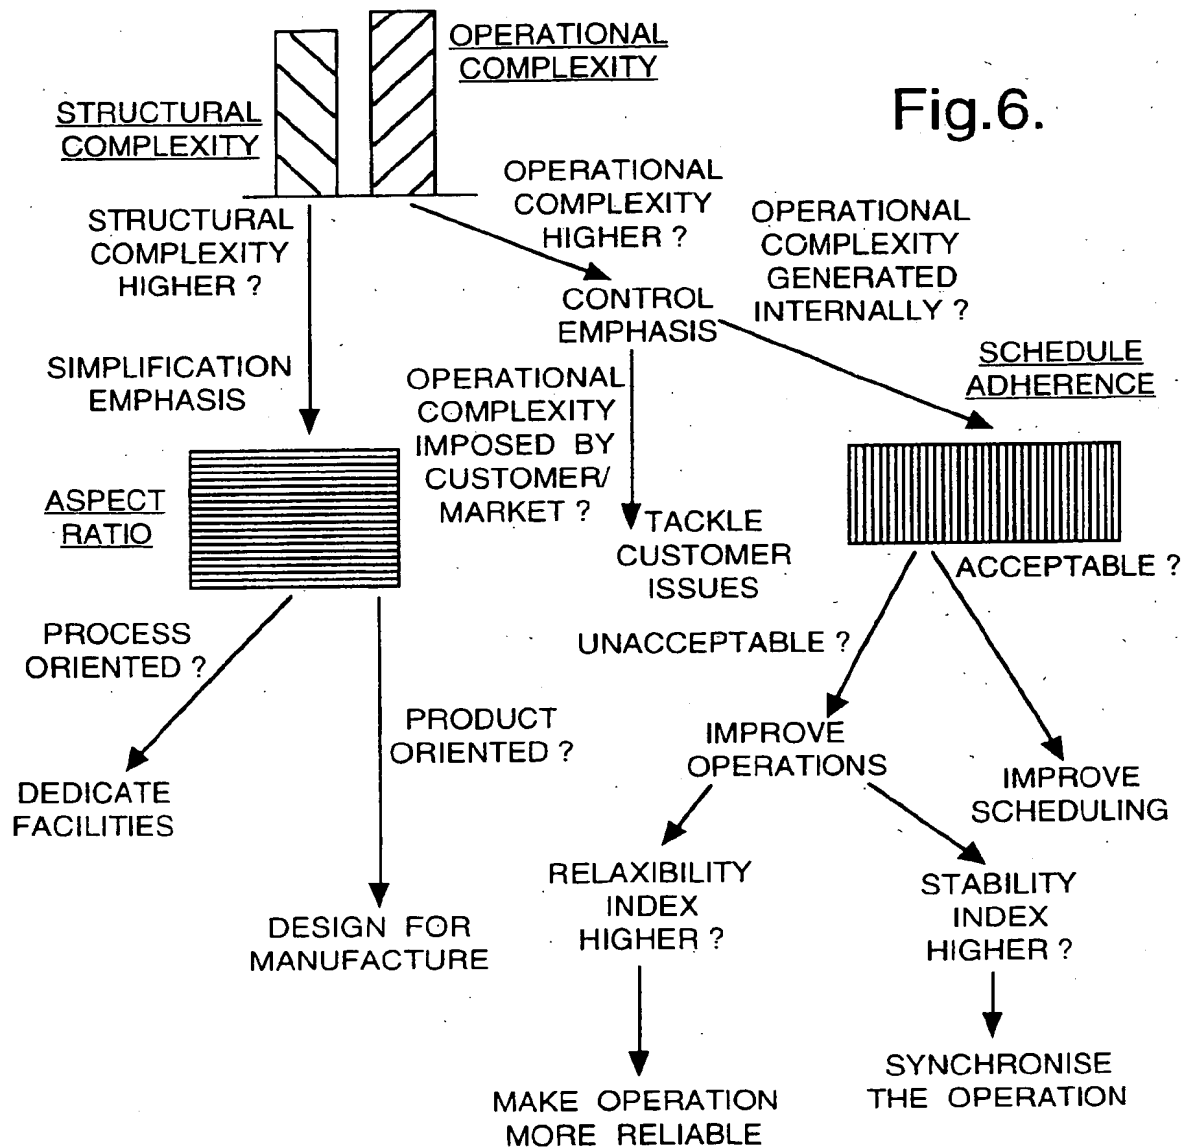 OPERATIONAL
COMPLEXITY
STRUCTURAL
COMPLEXITY
Fig.6.
STRUCTURAL
COMPLEXITY
HIGHER ?
OPERATIONAL
COMPLEXITY
HIGHER ?
OPERATIONAL
COMPLEXITY
GENERATED
INTERNALLY ?
CONTROL
EMPHASIS
SIMPLIFICATION
EMPHASIS
OPERATIONAL
COMPLEXITY
IMPOSED BY
CUSTOMER/
MARKET ?
SCHEDULE
ADHERENCE
ASPECT
RATIO
TACKLE
CUSTOMER
ISSUES
ACCEPTABLE ?
UNACCEPTABLE ?
PROCESS
ORIENTED ?
PRODUCT
ORIENTED ?
DEDICATE
FACILITIES
IMPROVE
OPERATIONS
IMPROVE
SCHEDULING
DESIGN FOR
MANUFACTURE
RELAXIBILITY
INDEX
HIGHER ?
STABILITY
INDEX
HIGHER ?
MAKE OPERATION
MORE RELIABLE
SYNCHRONISE
THE OPERATION